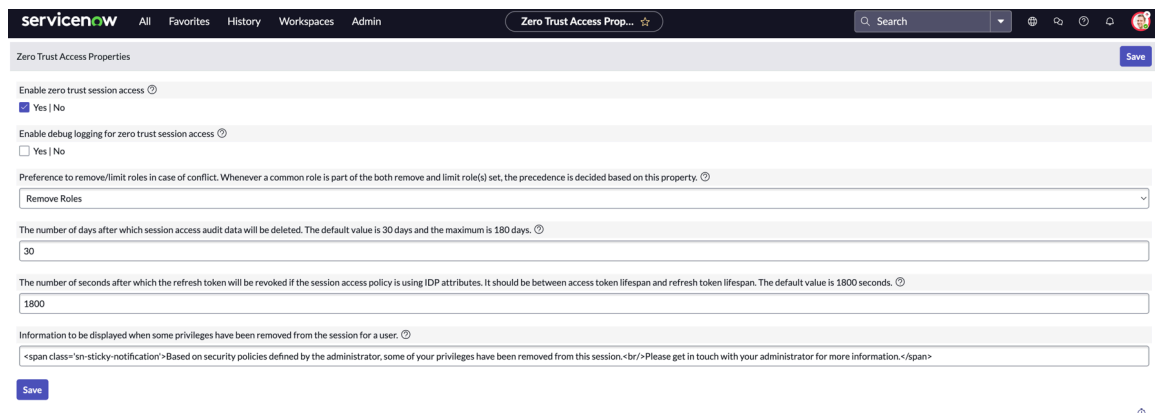 servicenow All Favorites History Workspaces Admin Zero Trust Access Prop... Search
Zero Trust Access Properties Save
Enable zero trust session access
Yes | No
Enable debug logging for zero trust session access
Yes | No
Preference to remove/limit roles in case of conflict. Whenever a common role is part of the both remove and limit role(s) set, the precedence is decided based on this property.
Remove Roles
The number of days after which session access audit data will be deleted. The default value is 30 days and the maximum is 180 days.
30
The number of seconds after which the refresh token will be revoked if the session access policy is using IDP attributes. It should be between access token lifespan and refresh token lifespan. The default value is 1800 seconds.
1800
Information to be displayed when some privileges have been removed from the session for a user.
<span class='sn-sticky-notification'>Based on security policies defined by the administrator, some of your privileges have been removed from this session.<br/>Please get in touch with your administrator for more information.</span>
Save